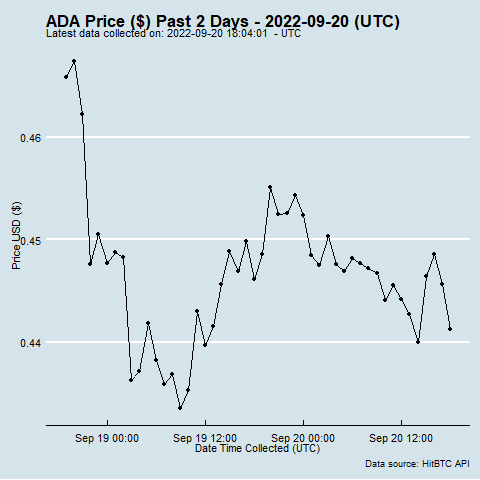 ADA Price ($) Past 2 Days - 2022-09-20 (UTC)
Latest data collected on: 2022-09-20 18:04:01  - UTC
0.46
0.45
0.44
Price USD ($)
Sep 19 00:00
Sep 19 12:00
Sep 20 00:00
Sep 20 12:00
Date Time Collected (UTC)
Data source: HitBTC API